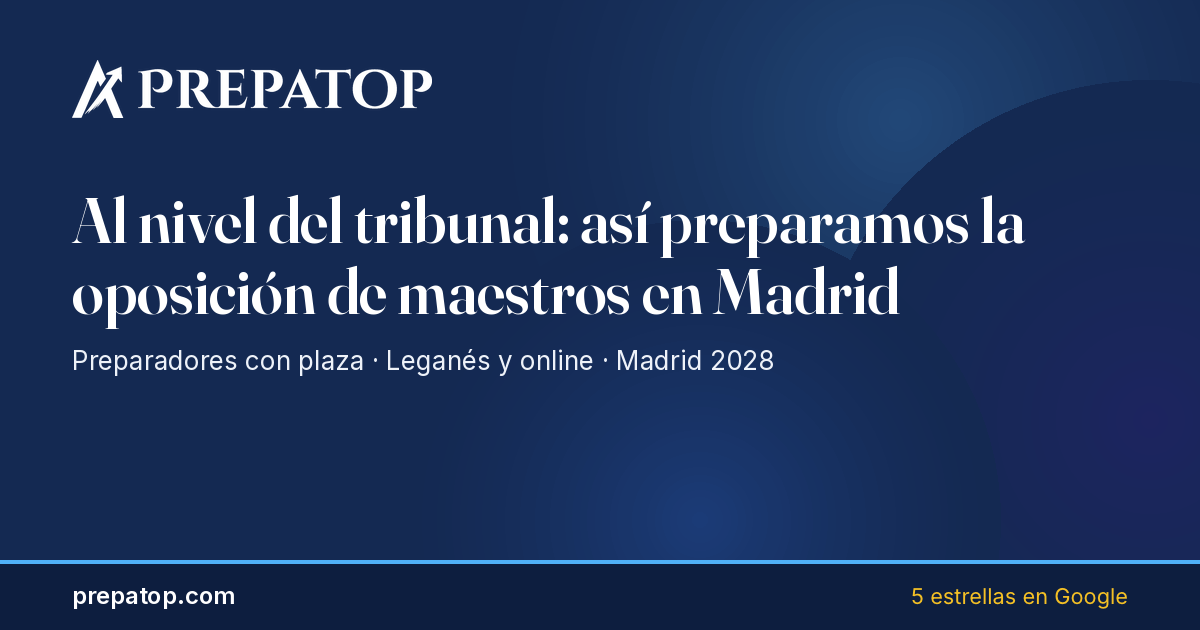 PREPATOP
Al nivel del tribunal: así preparamos la
oposición de maestros en Madrid
Preparadores con plaza · Leganés y online · Madrid 2028
prepatop.com
5 estrellas en Google